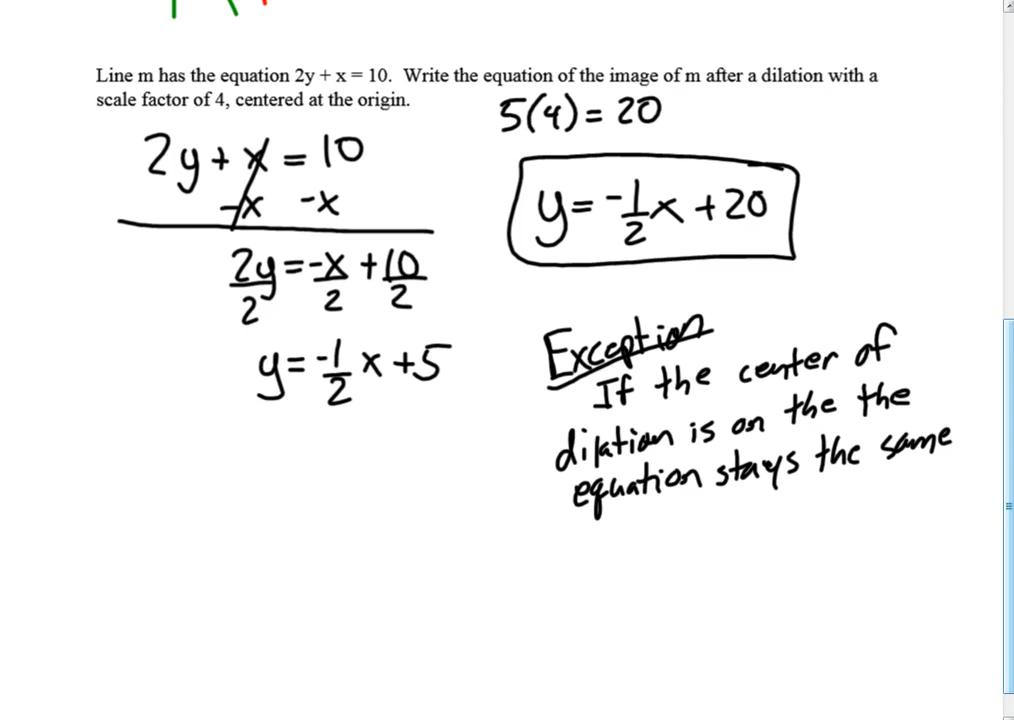 Line m has the equation 2y + x = 10. Write the equation of the image of m after a dilation with a
scale factor of 4, centered at the origin.
5(4) = 20
2y + x = 10
-x -x
2y/2 = -x/2 + 10/2
y = -1/2 x + 5
y = -1/2 x + 20
Exception
If the center of
dilation is on the the
equation stays the same